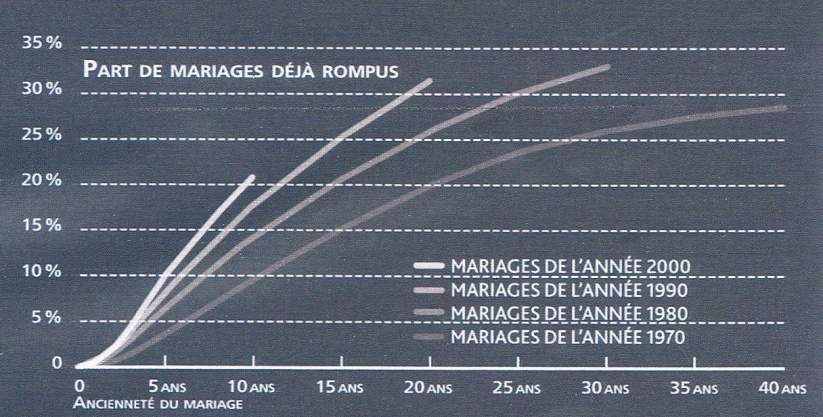 35 %
PART DE MARIAGES DÉJÀ ROMPUS
30 %
25 %
20 %
15 %
10 %
MARIAGES DE L'ANNÉE 2000
MARIAGES DE L'ANNÉE 1990
5 %
MARIAGES DE L'ANNÉE 1980
MARIAGES DE L'ANNÉE 1970
0
0 5 ANS 10 ANS 15 ANS 20 ANS 25 ANS 30 ANS 35 ANS 40 ANS
ANCIENNETÉ DU MARIAGE